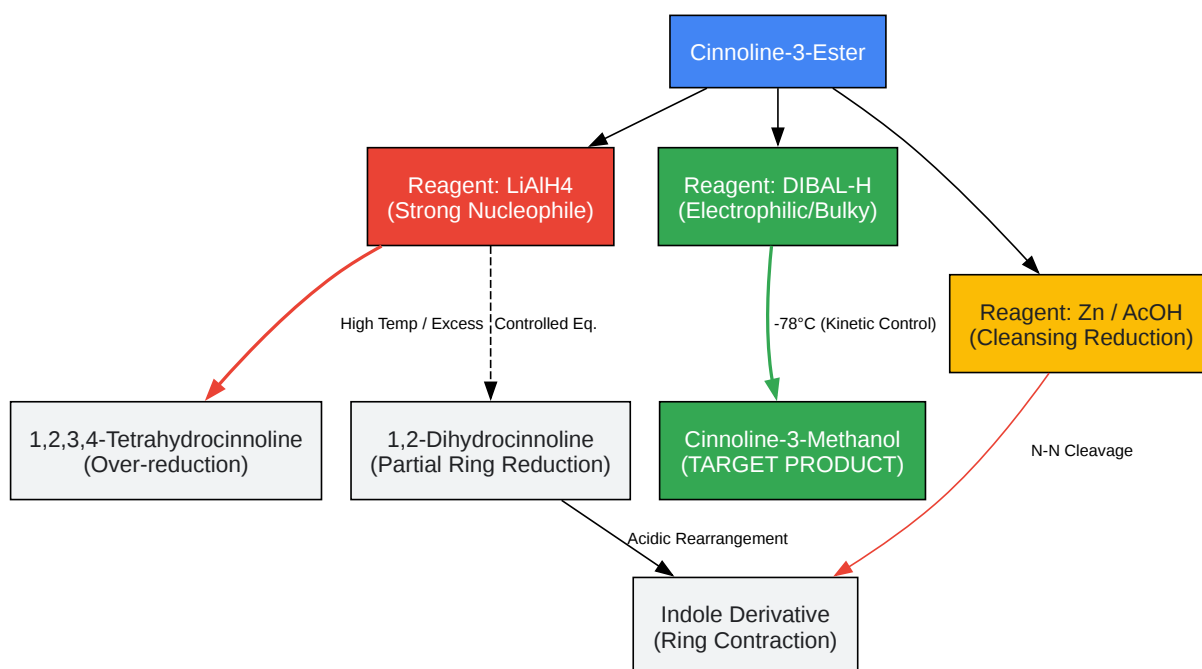 Cinnoline-3-Ester
Reagent: LiAlH4
(Strong Nucleophile)
Reagent: DIBAL-H
(Electrophilic/Bulky)
Reagent: Zn / AcOH
(Cleansing Reduction)
High Temp / Excess
Controlled Eq.
-78°C (Kinetic Control)
1,2,3,4-Tetrahydrocinnoline
(Over-reduction)
1,2-Dihydrocinnoline
(Partial Ring Reduction)
Cinnoline-3-Methanol
(TARGET PRODUCT)
N-N Cleavage
Acidic Rearrangement
Indole Derivative
(Ring Contraction)